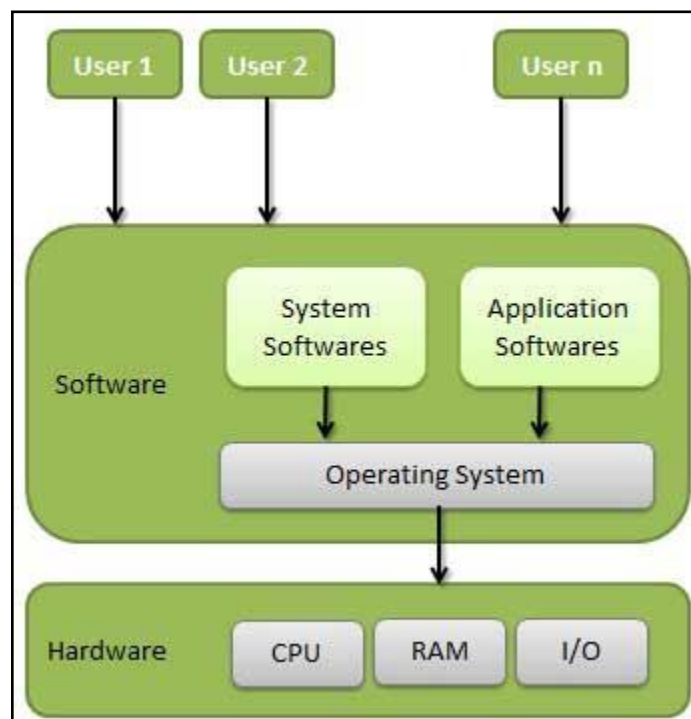 User 1
User 2
User n
System
Softwares
Application
Softwares
Software
Operating System
Hardware
CPU
RAM
I/O